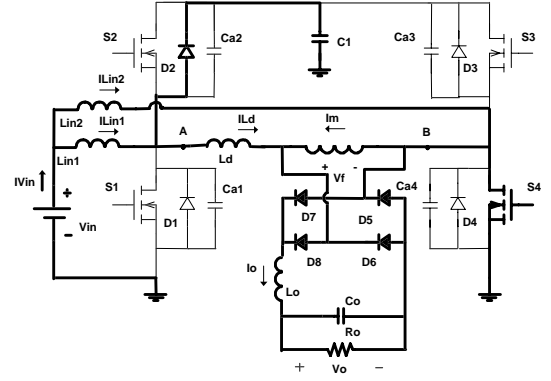 S2
D2
Ca2
C1
Ca3
D3
S3
ILin2
Lin2
ILin1
Lin1
A
ILd
Ld
Im
B
+ Vf -
IVin
+
Vin
-
S1
D1
Ca1
D7
D5
Ca4
D4
S4
D8
D6
Io
Lo
Co
Ro
+ Vo −